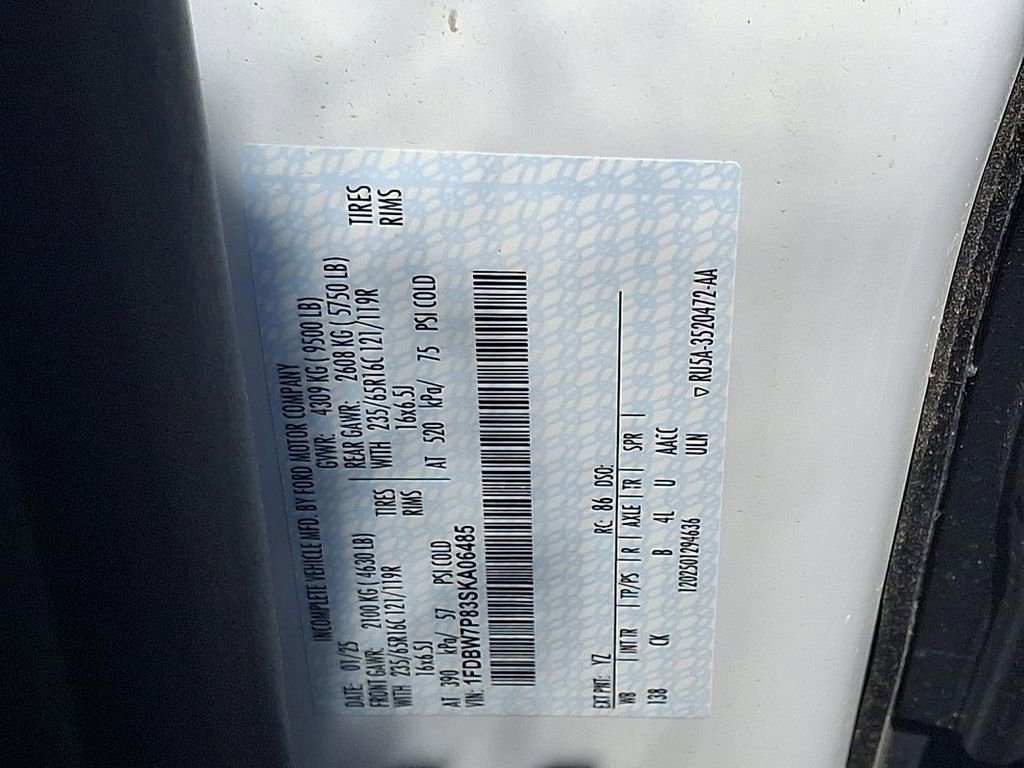 INCOMPLETE VEHICLE MFD. BY FORD MOTOR COMPANY
DATE: 01/25 GVWR: 4309 KG ( 9500 LB)
FRONT GAWR: 2100 KG ( 4630 LB) REAR GAWR: 2608 KG ( 5750 LB)
WITH 235/65R16C 121/119R TIRES WITH 235/65R16C 121/119R TIRES
16x6.5J RIMS 16x6.5J RIMS
AT 390 kPa/ 57 PSI COLD AT 520 kPa/ 75 PSI COLD
VIN: 1FDBW7P83SKA06485
EXT PNT: YZ RC: 86 DSO:
WB | INT TR | TP/PS | R | AXLE | TR | SPR |
138 CK B 4L U AACC
1202501294636 ULN
▽ RU5A-3520472-AA